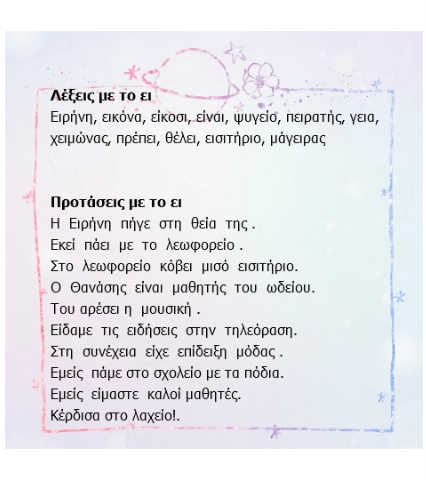 Λέξεις με το ει
Ειρήνη, εικόνα, είκοσι, είναι, ψυγείο, πειρατής, γεια,
χειμώνας, πρέπει, θέλει, εισιτήριο, μάγειρας
Προτάσεις με το ει
Η Ειρήνη πήγε στη θεία της .
Εκεί πάει με το λεωφορείο .
Στο λεωφορείο κόβει μισό εισιτήριο.
Ο Θανάσης είναι μαθητής του ωδείου.
Του αρέσει η μουσική .
Είδαμε τις ειδήσεις στην τηλεόραση.
Στη συνέχεια είχε επίδειξη μόδας .
Εμείς πάμε στο σχολείο με τα πόδια.
Εμείς είμαστε καλοί μαθητές.
Κέρδισα στο λαχείο!.